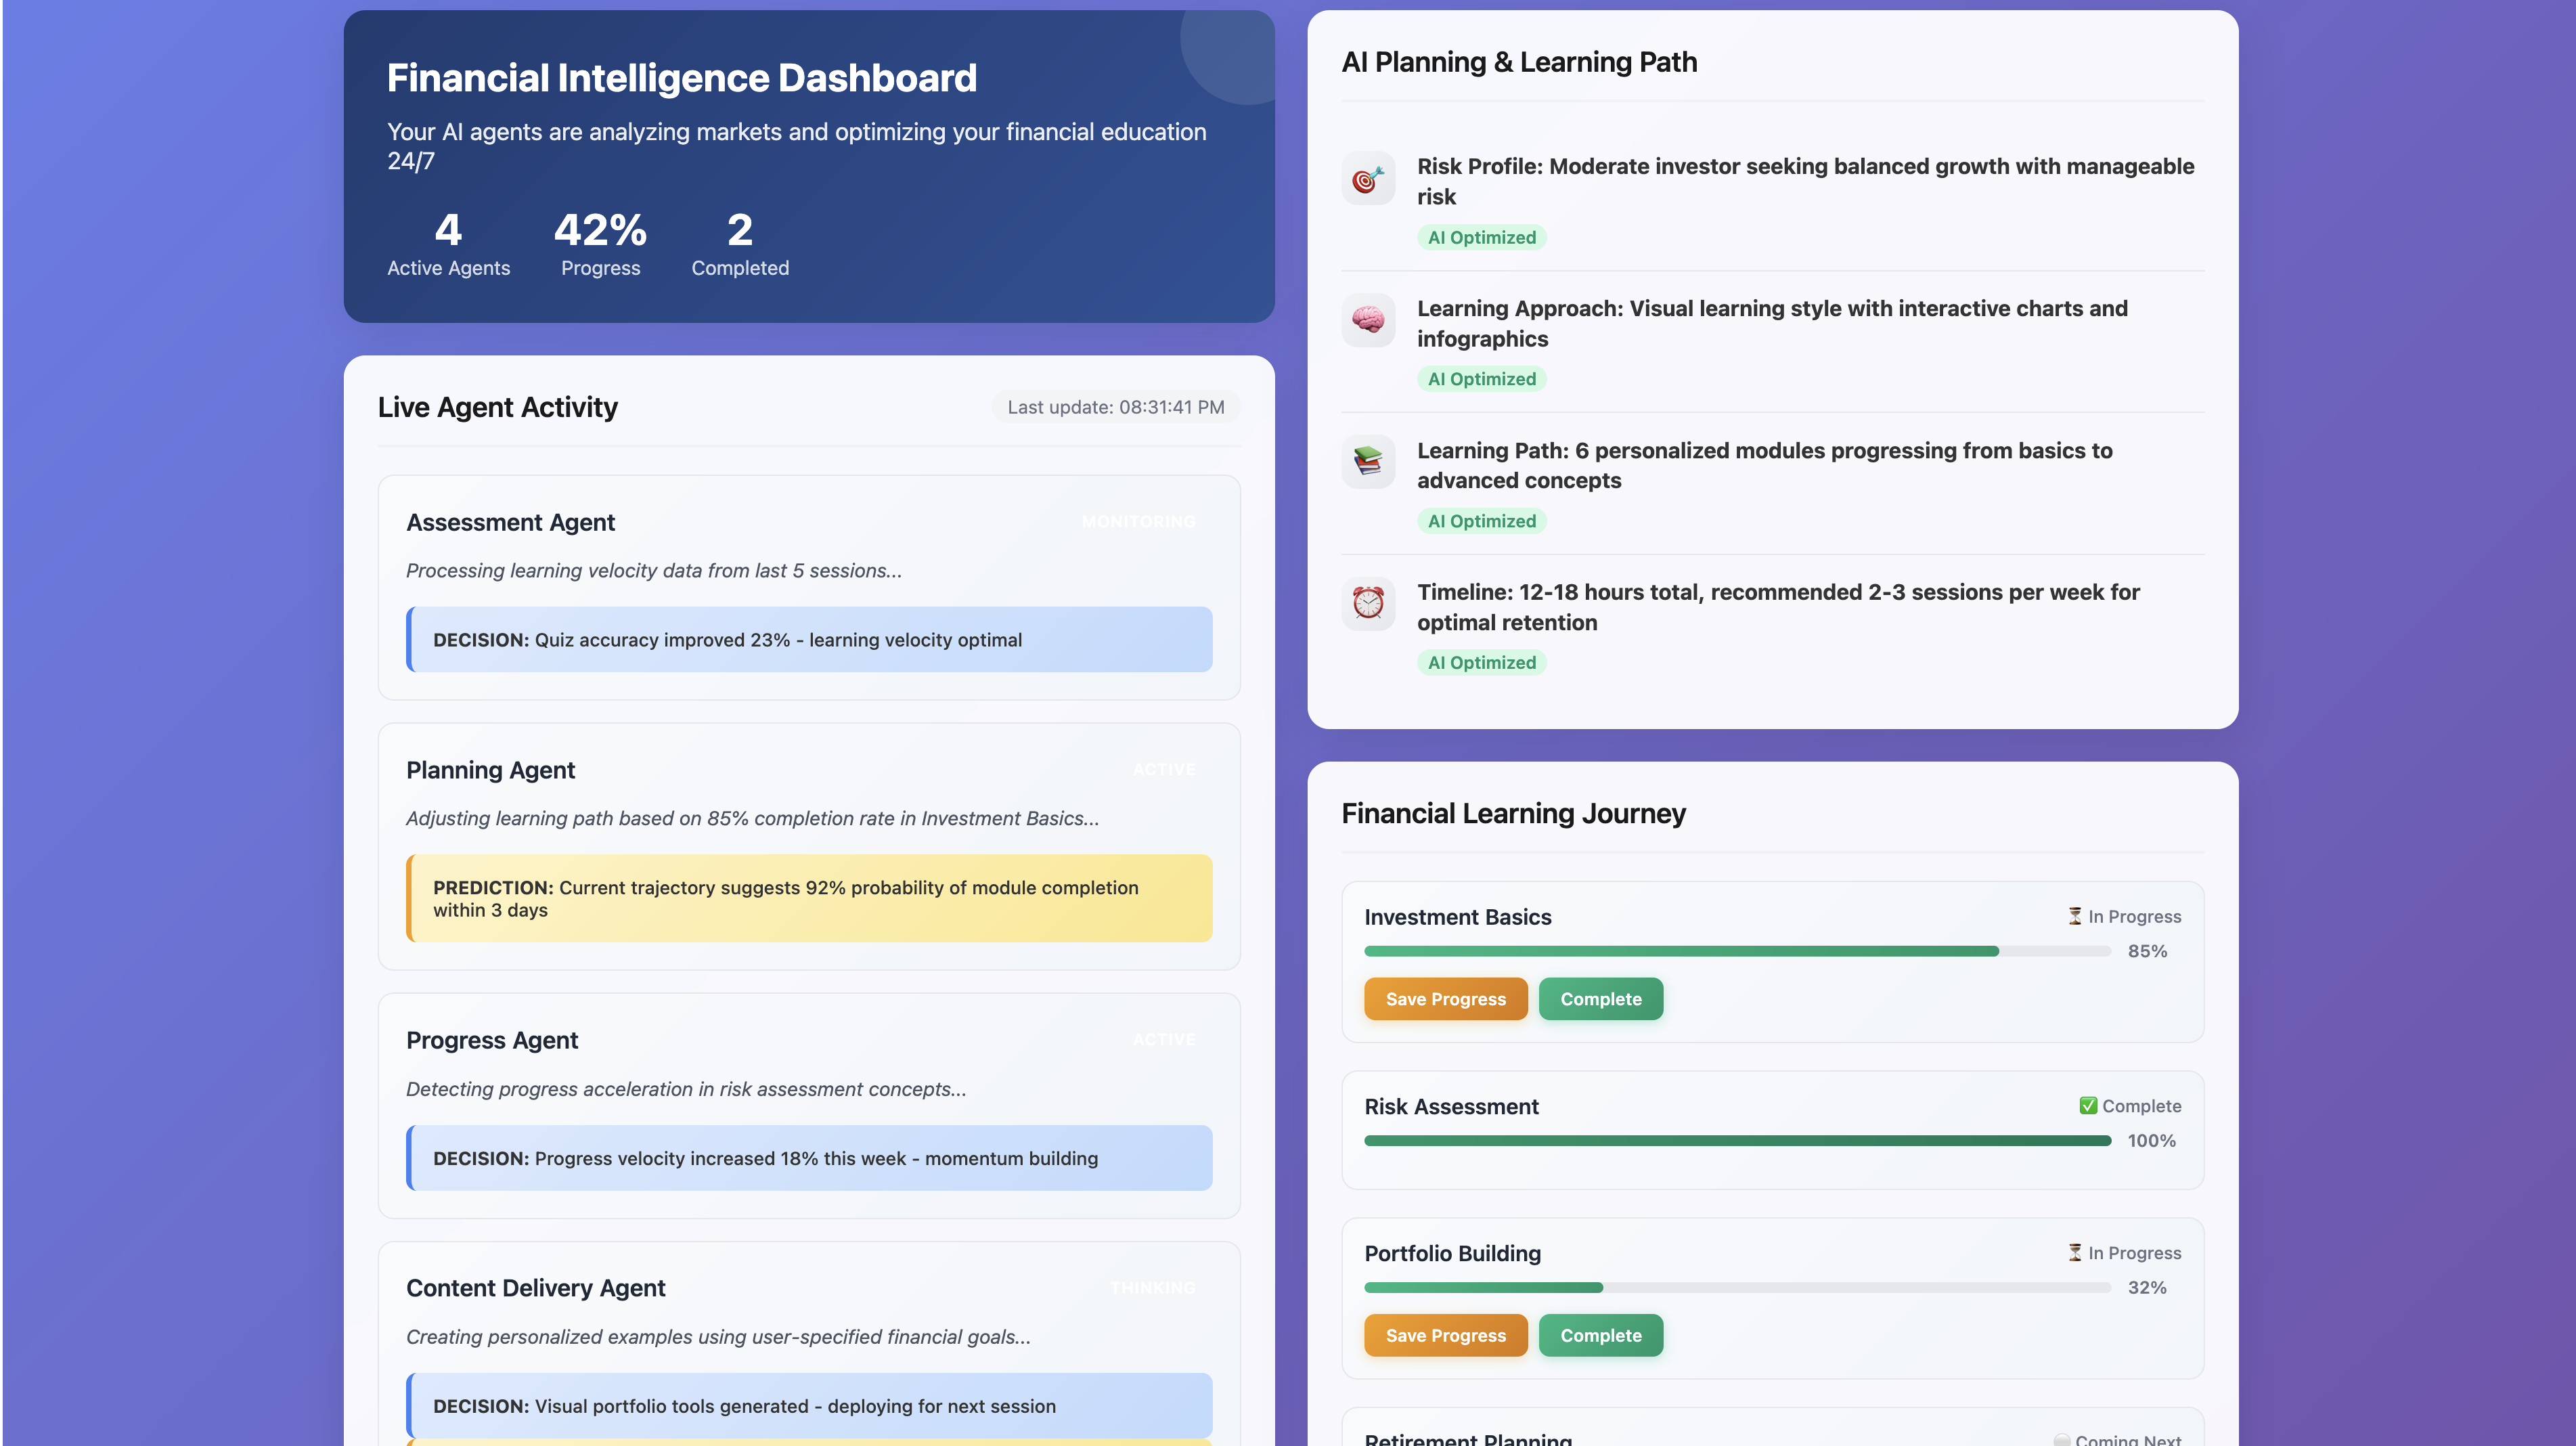 Financial Intelligence Dashboard
Your AI agents are analyzing markets and optimizing your financial education
24/7
4
Active Agents
42%
Progress
2
Completed
Live Agent Activity
Last update: 08:31:41 PM
Assessment Agent
MONITORING
Processing learning velocity data from last 5 sessions...
DECISION: Quiz accuracy improved 23% - learning velocity optimal
Planning Agent
ACTIVE
Adjusting learning path based on 85% completion rate in Investment Basics...
PREDICTION: Current trajectory suggests 92% probability of module completion
within 3 days
Progress Agent
ACTIVE
Detecting progress acceleration in risk assessment concepts...
DECISION: Progress velocity increased 18% this week - momentum building
Content Delivery Agent
THINKING
Creating personalized examples using user-specified financial goals...
DECISION: Visual portfolio tools generated - deploying for next session
AI Planning & Learning Path
Risk Profile: Moderate investor seeking balanced growth with manageable
risk
AI Optimized
Learning Approach: Visual learning style with interactive charts and
infographics
AI Optimized
Learning Path: 6 personalized modules progressing from basics to
advanced concepts
AI Optimized
Timeline: 12-18 hours total, recommended 2-3 sessions per week for
optimal retention
AI Optimized
Financial Learning Journey
Investment Basics
In Progress
85%
Save Progress
Complete
Risk Assessment
Complete
100%
Portfolio Building
In Progress
32%
Save Progress
Complete
Retirement Planning
Coming Next